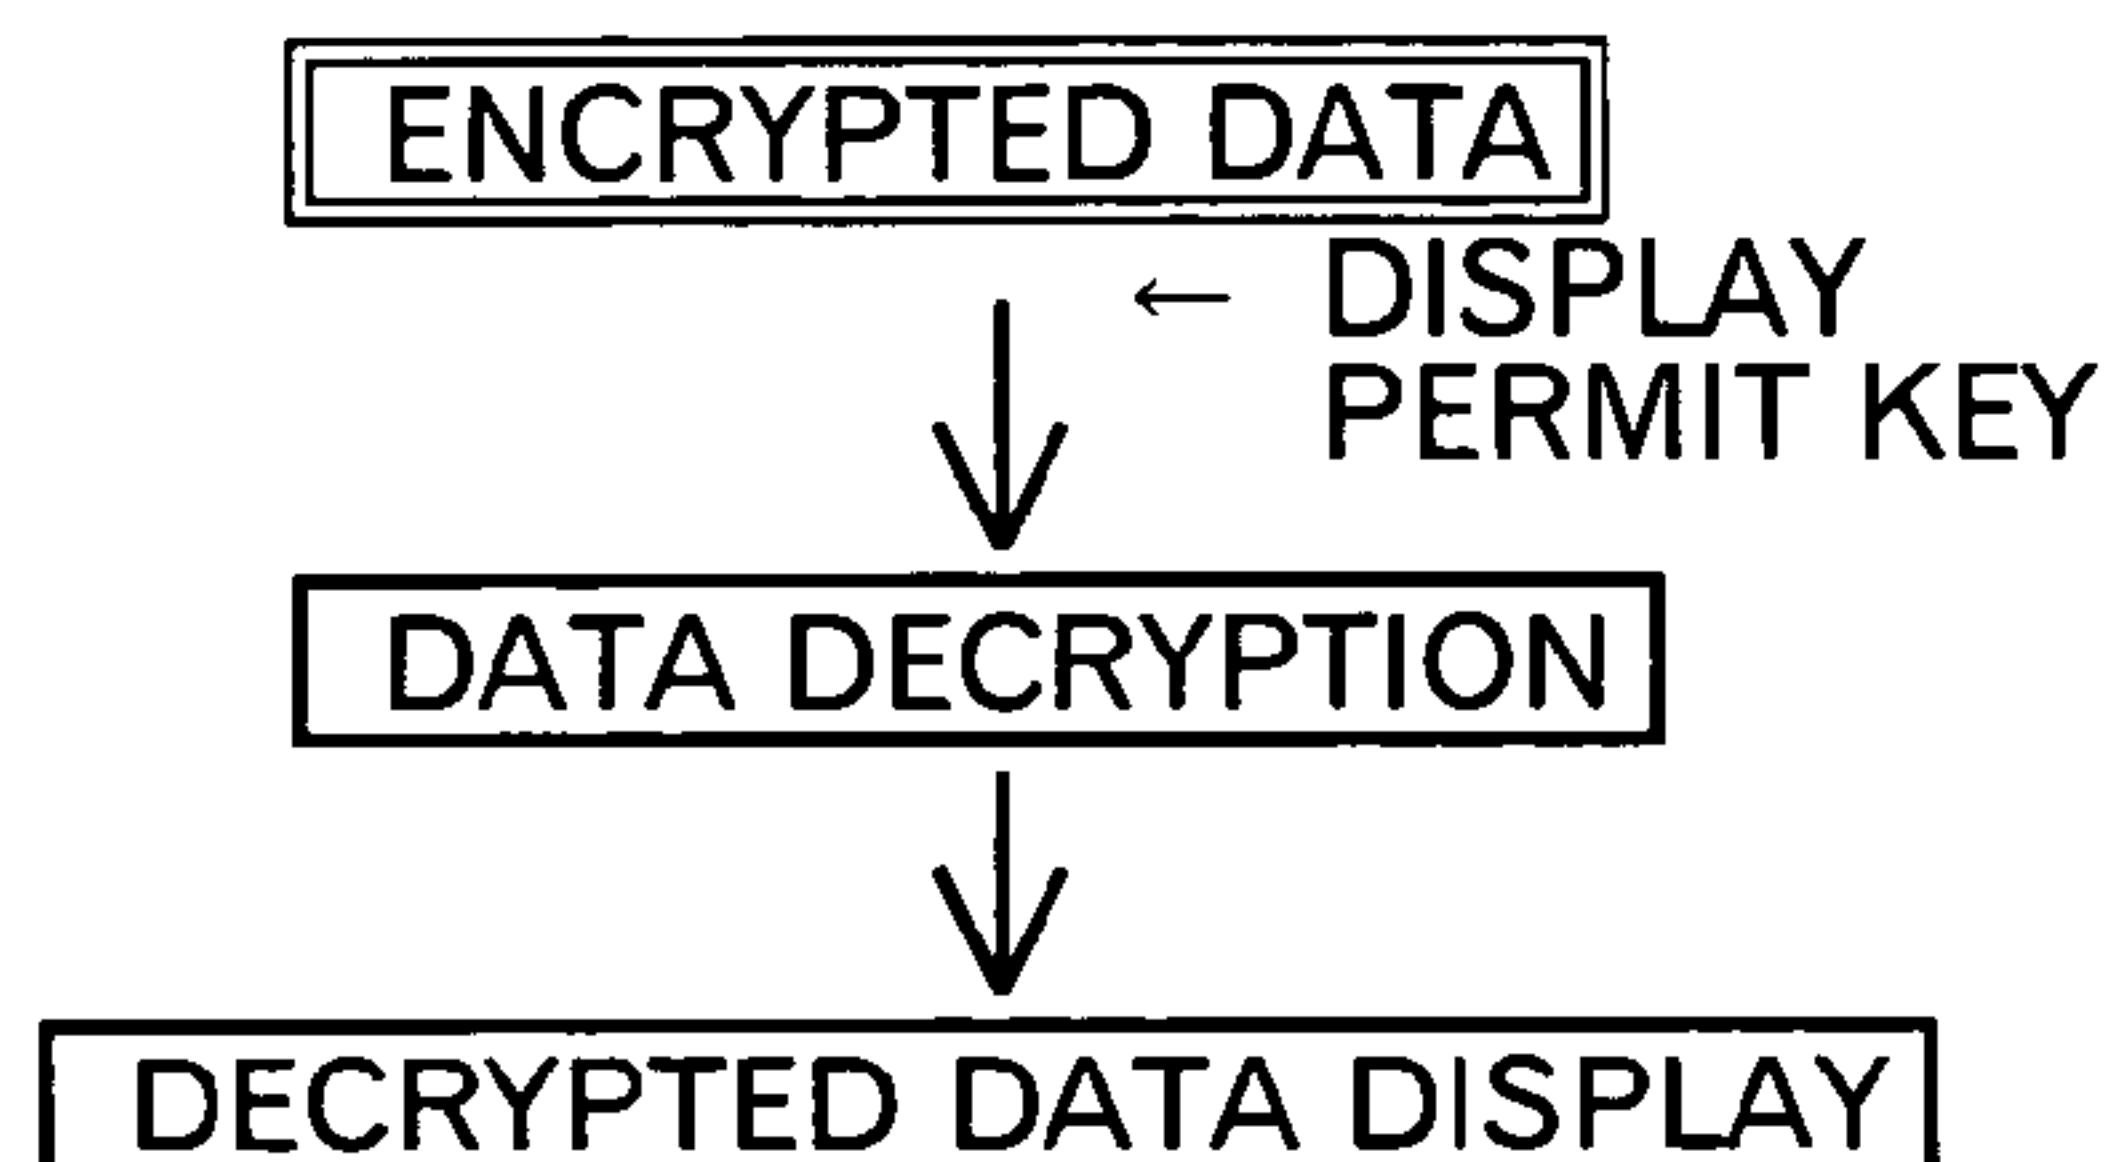 ENCRYPTED DATA
← DISPLAY
PERMIT KEY
DATA DECRYPTION
DECRYPTED DATA DISPLAY